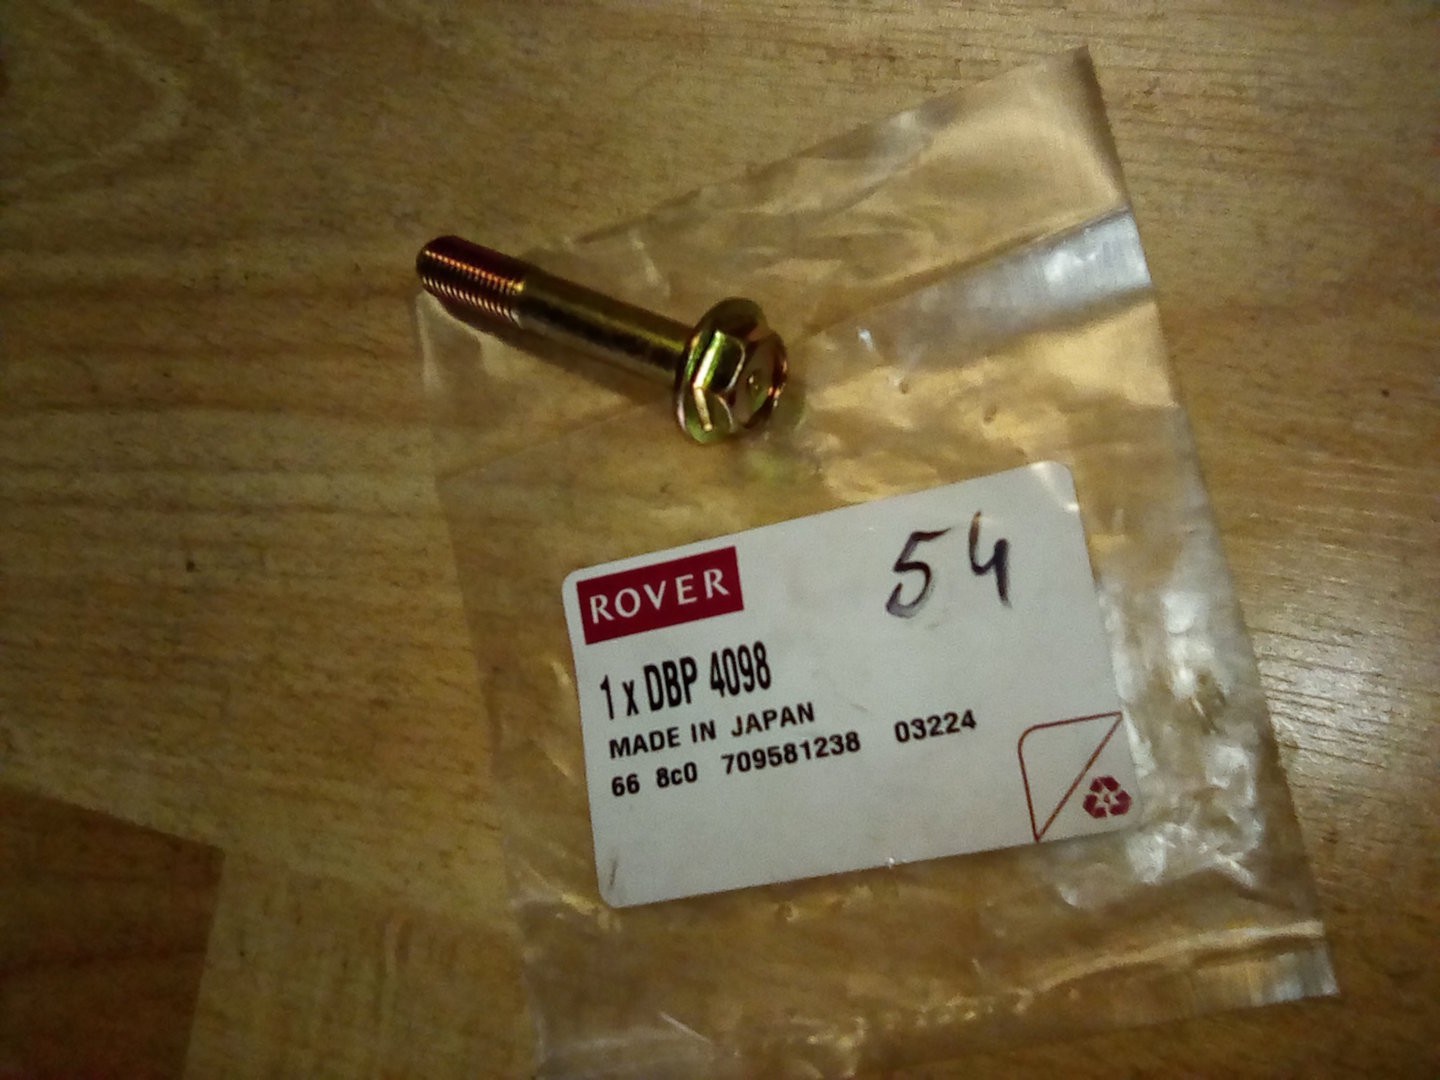 54
ROVER
1 x DBP 4098
MADE IN JAPAN
66 8c0 709581238 03224